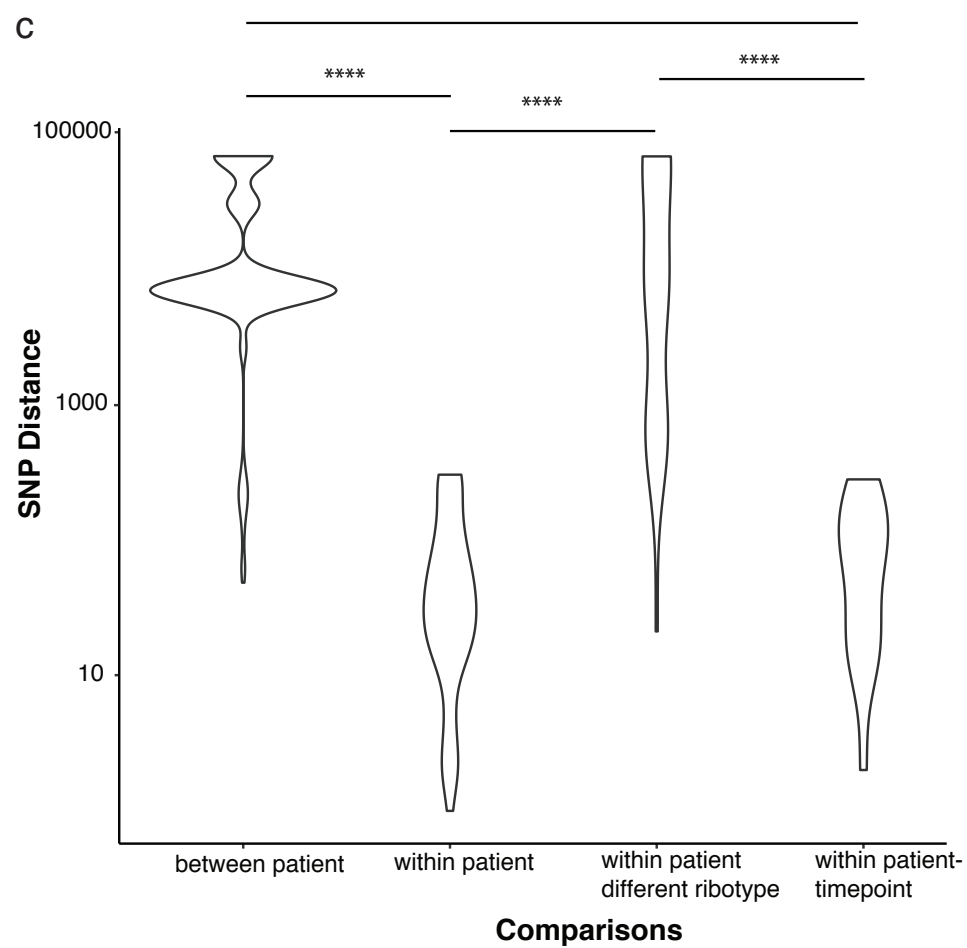 C
****
****
****
100000
1000
10
SNP Distance
between patient
within patient
within patient
different ribotype
within patient-
timepoint
Comparisons